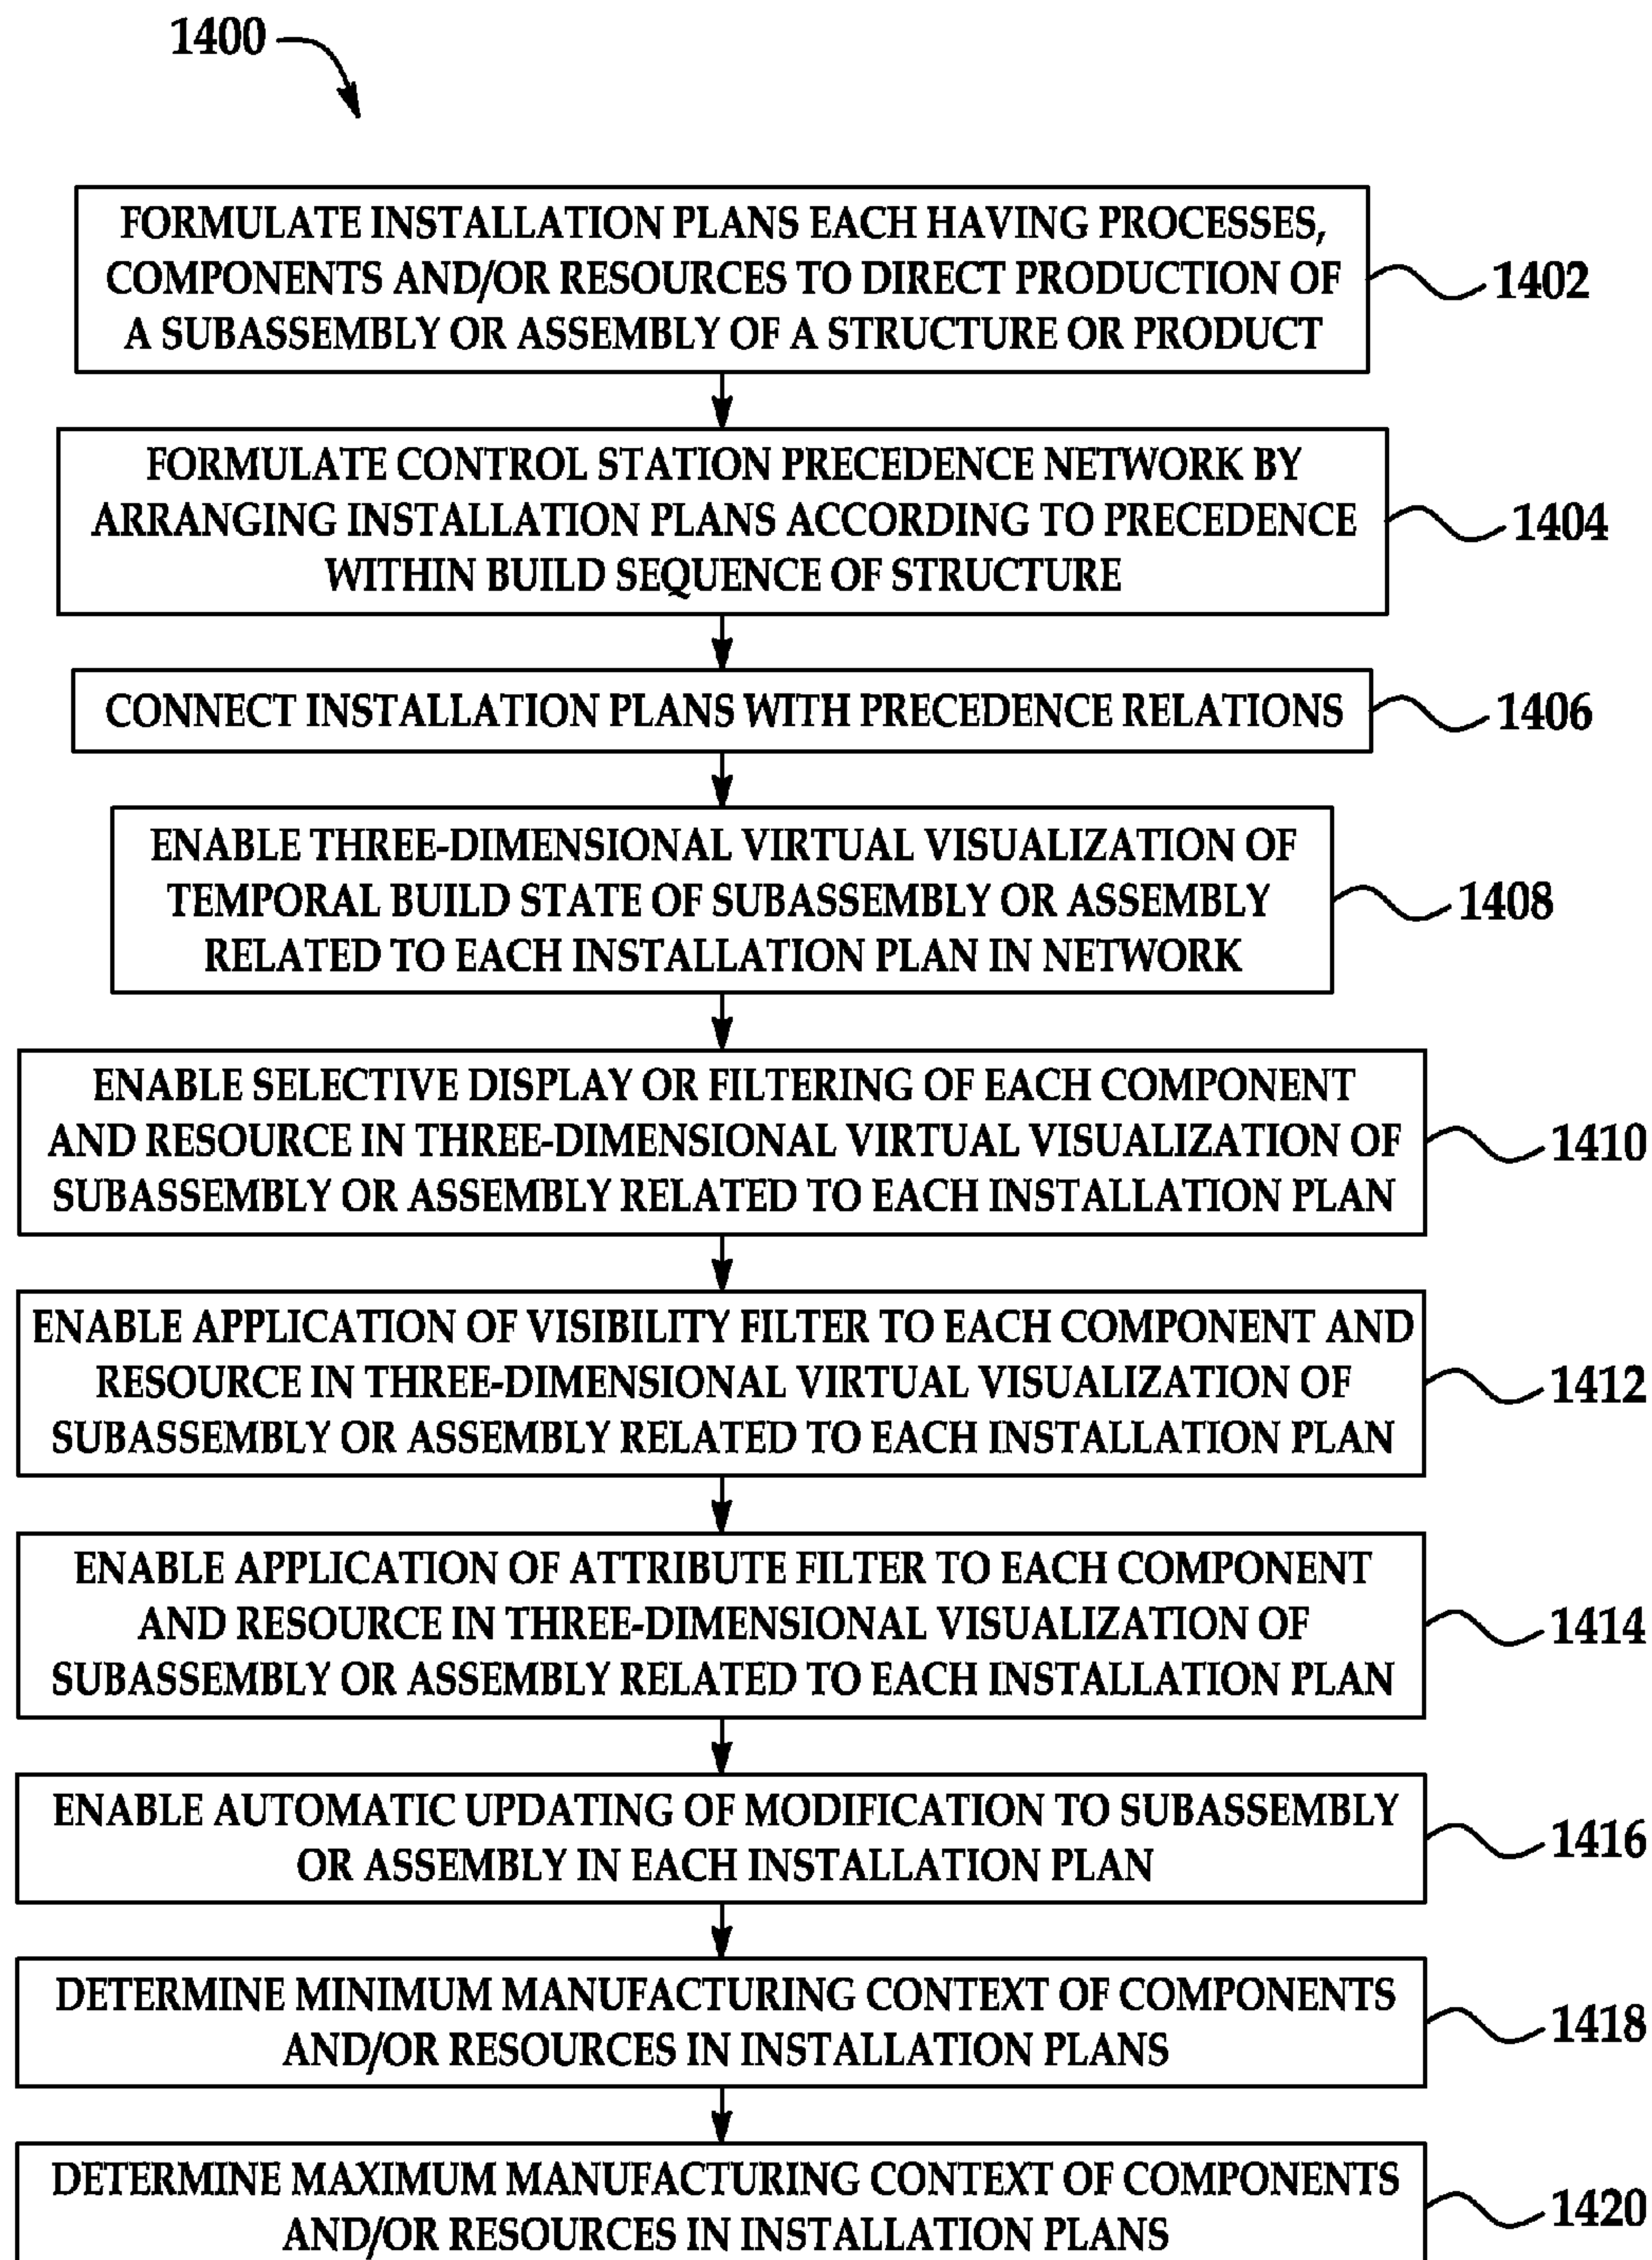 1400
FORMULATE INSTALLATION PLANS EACH HAVING PROCESSES,
COMPONENTS AND/OR RESOURCES TO DIRECT PRODUCTION OF
A SUBASSEMBLY OR ASSEMBLY OF A STRUCTURE OR PRODUCT
1402
FORMULATE CONTROL STATION PRECEDENCE NETWORK BY
ARRANGING INSTALLATION PLANS ACCORDING TO PRECEDENCE
WITHIN BUILD SEQUENCE OF STRUCTURE
1404
CONNECT INSTALLATION PLANS WITH PRECEDENCE RELATIONS
1406
ENABLE THREE-DIMENSIONAL VIRTUAL VISUALIZATION OF
TEMPORAL BUILD STATE OF SUBASSEMBLY OR ASSEMBLY
RELATED TO EACH INSTALLATION PLAN IN NETWORK
1408
ENABLE SELECTIVE DISPLAY OR FILTERING OF EACH COMPONENT
AND RESOURCE IN THREE-DIMENSIONAL VIRTUAL VISUALIZATION OF
SUBASSEMBLY OR ASSEMBLY RELATED TO EACH INSTALLATION PLAN
1410
ENABLE APPLICATION OF VISIBILITY FILTER TO EACH COMPONENT AND
RESOURCE IN THREE-DIMENSIONAL VIRTUAL VISUALIZATION OF
SUBASSEMBLY OR ASSEMBLY RELATED TO EACH INSTALLATION PLAN
1412
ENABLE APPLICATION OF ATTRIBUTE FILTER TO EACH COMPONENT
AND RESOURCE IN THREE-DIMENSIONAL VISUALIZATION OF
SUBASSEMBLY OR ASSEMBLY RELATED TO EACH INSTALLATION PLAN
1414
ENABLE AUTOMATIC UPDATING OF MODIFICATION TO SUBASSEMBLY
OR ASSEMBLY IN EACH INSTALLATION PLAN
1416
DETERMINE MINIMUM MANUFACTURING CONTEXT OF COMPONENTS
AND/OR RESOURCES IN INSTALLATION PLANS
1418
DETERMINE MAXIMUM MANUFACTURING CONTEXT OF COMPONENTS
AND/OR RESOURCES IN INSTALLATION PLANS
1420